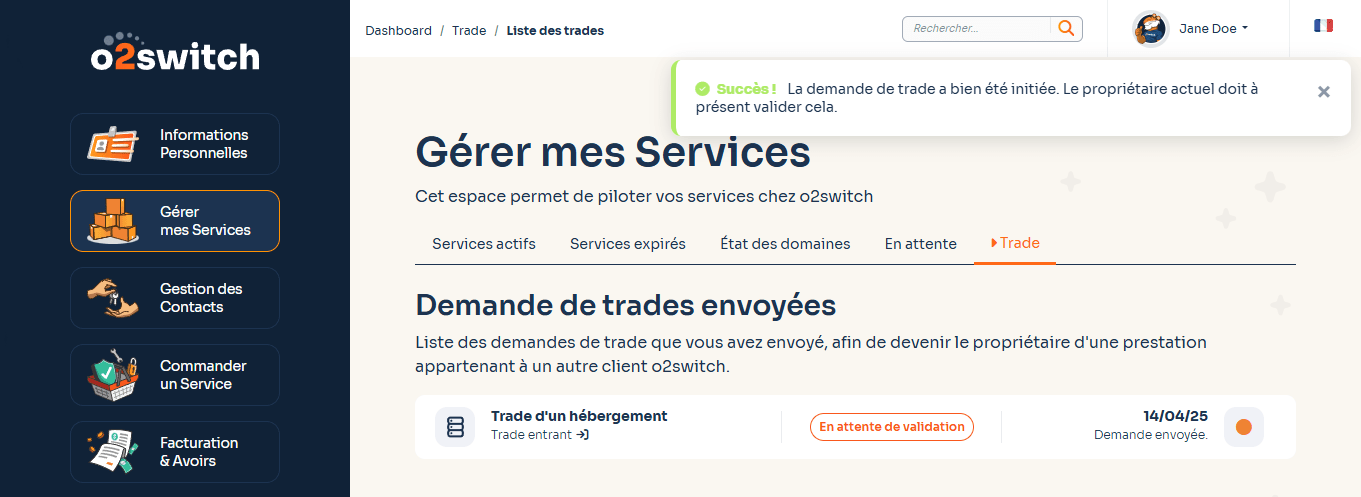 o2switch
Informations
Personnelles
Gérer
mes Services
Gestion des
Contacts
Commander
un Service
Facturation
& Avoirs
Dashboard / Trade / Liste des trades
Rechercher...
Jane Doe
Succès ! La demande de trade a bien été initiée. Le propriétaire actuel doit à
présent valider cela.
Gérer mes Services
Cet espace permet de piloter vos services chez o2switch
Services actifs Services expirés État des domaines En attente Trade
Demande de trades envoyées
Liste des demandes de trade que vous avez envoyé, afin de devenir le propriétaire d'une prestation
appartenant à un autre client o2switch.
Trade d'un hébergement
Trade entrant
En attente de validation
14/04/25
Demande envoyée.